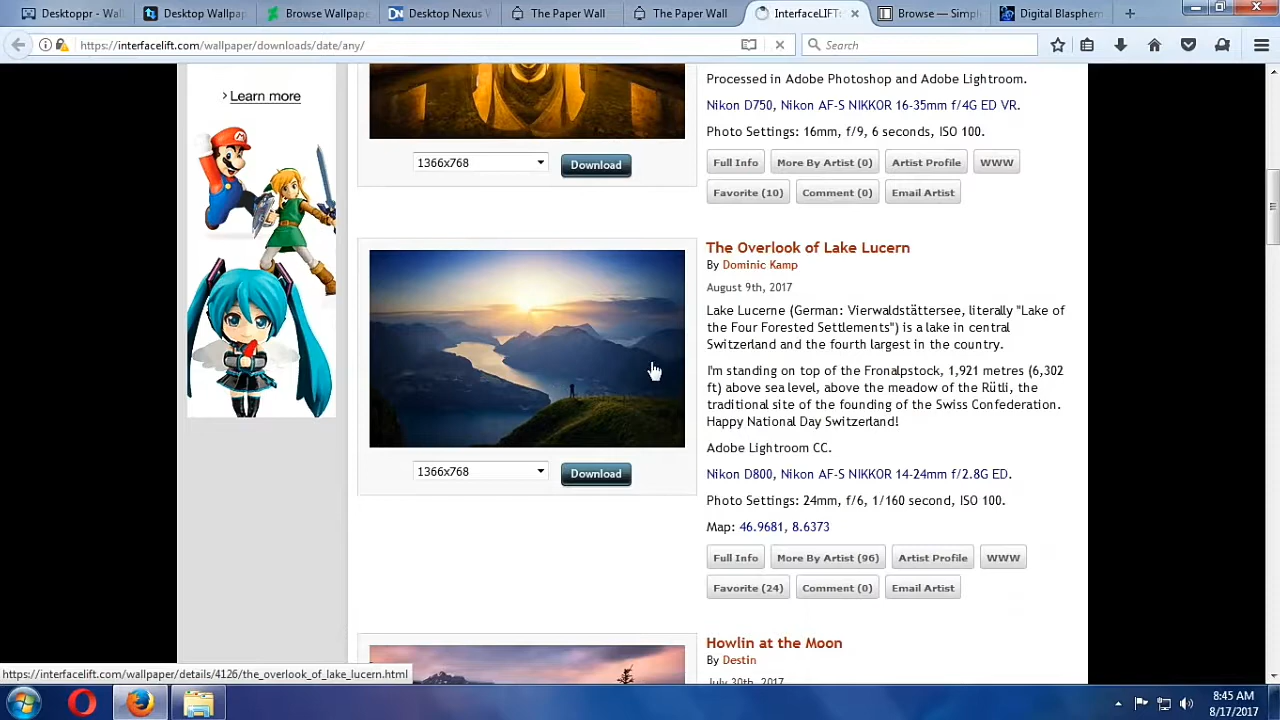 Desktoppr - Wall
Desktop Wallpap
Browse Wallpape
Desktop Nexus W
The Paper Wall
The Paper Wall
InterfaceLIFT:
Browse — Simple
Digital Blasphem
https://interfacelift.com/wallpaper/downloads/date/any/
Search
Learn more
Processed in Adobe Photoshop and Adobe Lightroom.
Nikon D750, Nikon AF-S NIKKOR 16-35mm f/4G ED VR.
Photo Settings: 16mm, f/9, 6 seconds, ISO 100.
1366x768 Download
Full Info More By Artist (0) Artist Profile WWW
Favorite (10) Comment (0) Email Artist
The Overlook of Lake Lucern
By Dominic Kamp
August 9th, 2017
Lake Lucerne (German: Vierwaldstättersee, literally "Lake of
the Four Forested Settlements") is a lake in central
Switzerland and the fourth largest in the country.
I'm standing on top of the Fronalpstock, 1,921 metres (6,302
ft) above sea level, above the meadow of the Rütli, the
traditional site of the founding of the Swiss Confederation.
Happy National Day Switzerland!
Adobe Lightroom CC.
Nikon D800, Nikon AF-S NIKKOR 14-24mm f/2.8G ED.
Photo Settings: 24mm, f/6, 1/160 second, ISO 100.
Map: 46.9681, 8.6373
1366x768 Download
Full Info More By Artist (96) Artist Profile WWW
Favorite (24) Comment (0) Email Artist
Howlin at the Moon
By Destin
July 30th, 2017
https://interfacelift.com/wallpaper/details/4126/the_overlook_of_lake_lucern.html
8:45 AM
8/17/2017